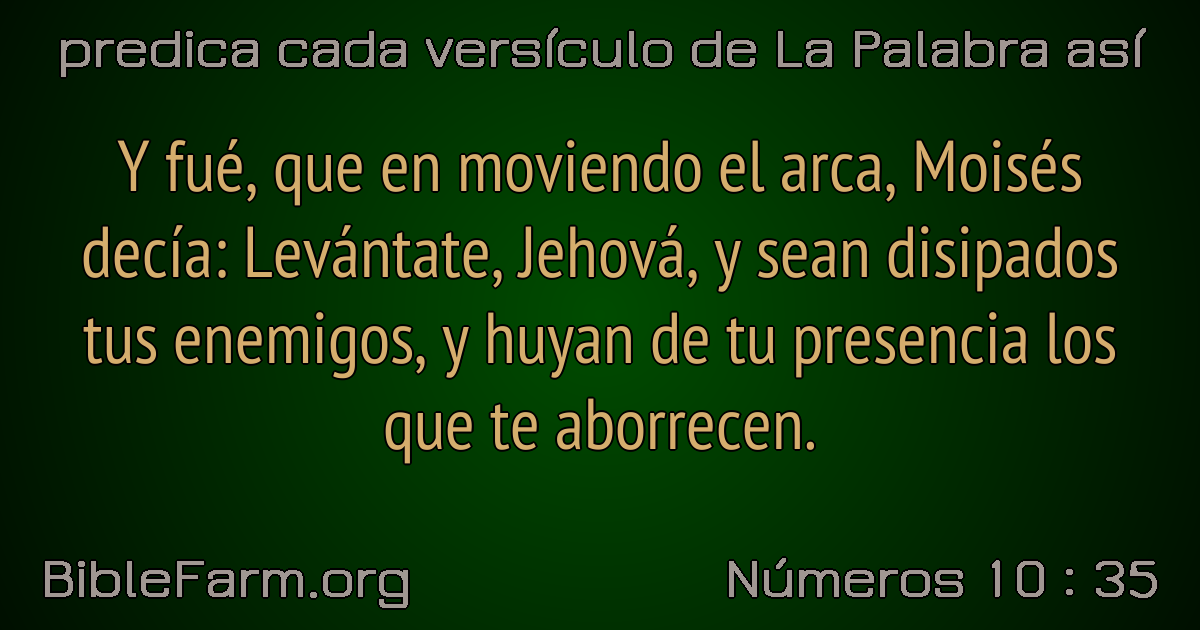 predica cada versículo de La Palabra así
Y fué, que en moviendo el arca, Moisés
decía: Levántate, Jehová, y sean disipados
tus enemigos, y huyan de tu presencia los
que te aborrecen.
BibleFarm.org
Números 10 : 35